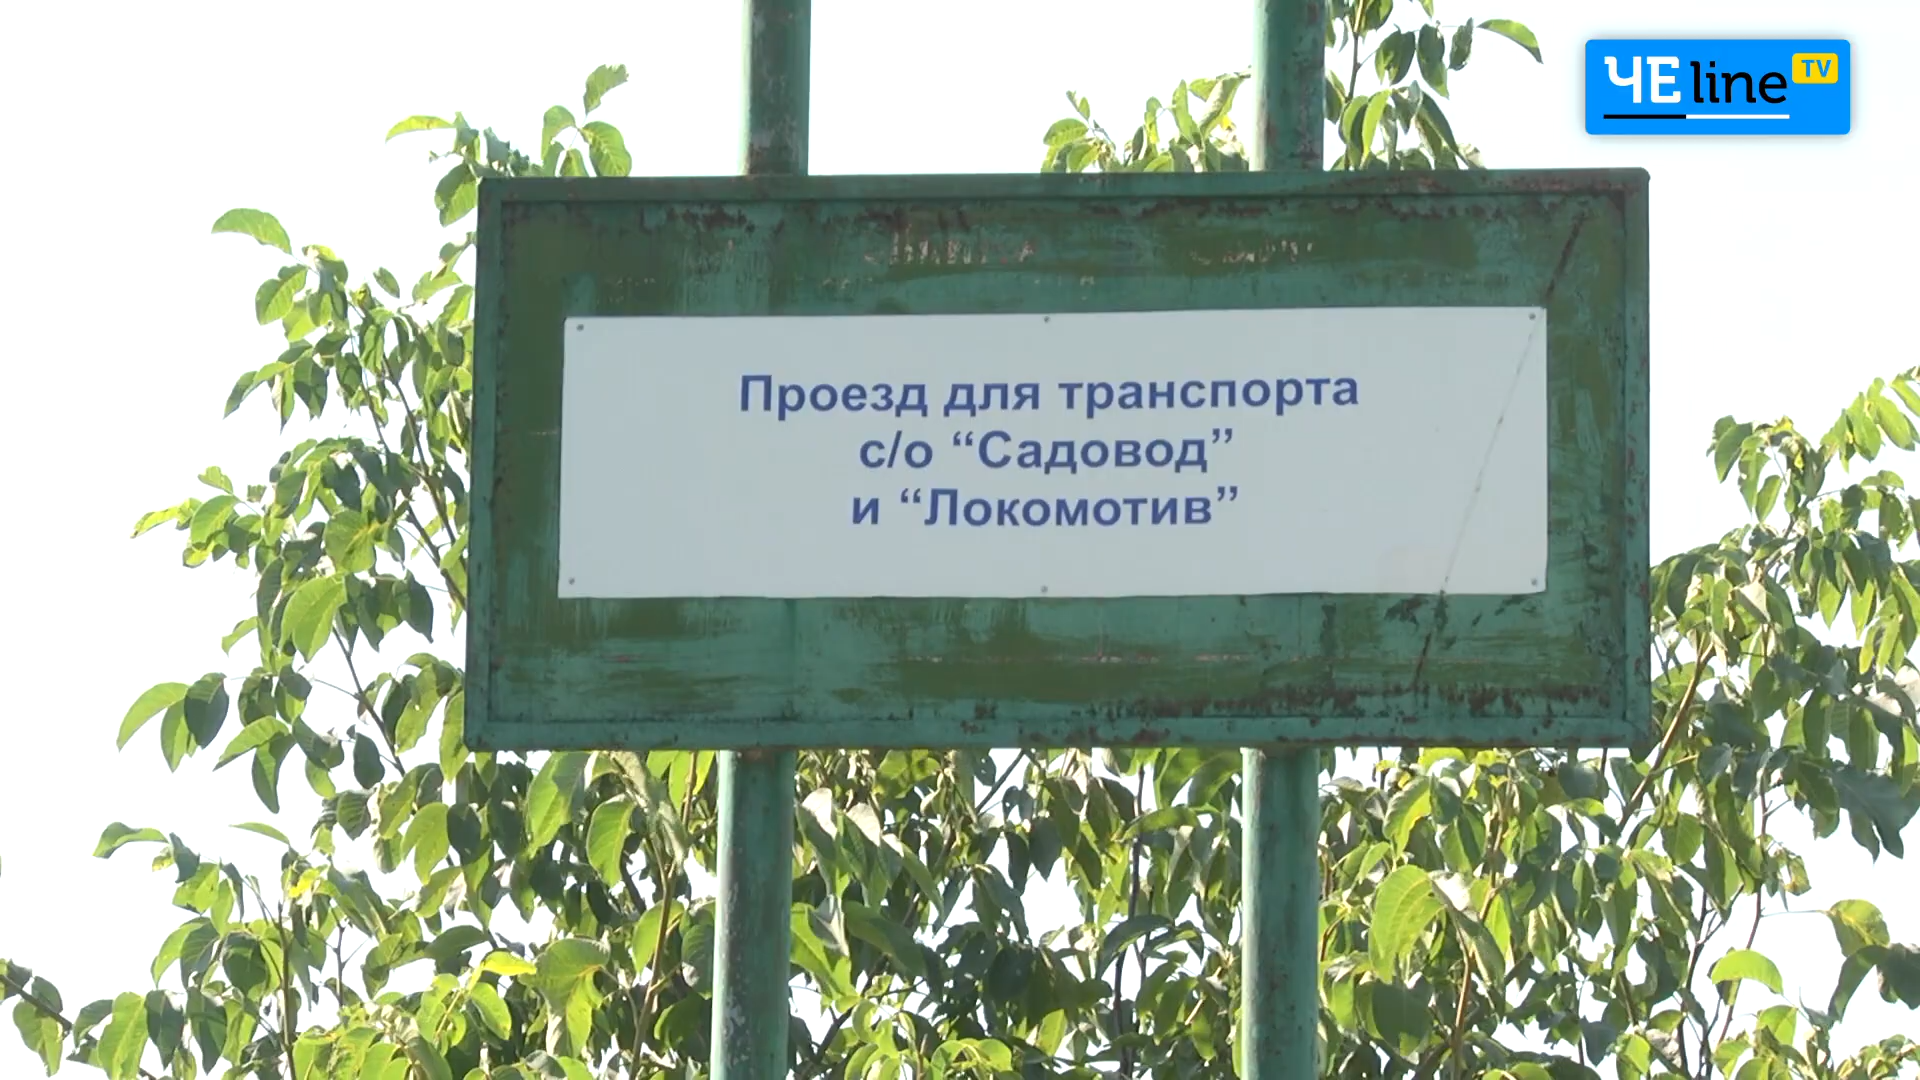 ЧЕ line TV
Проезд для транспорта
с/о “Садовод”
и “Локомотив”